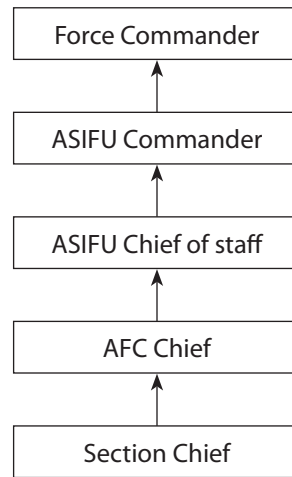 Force Commander
ASIFU Commander
ASIFU Chief of staff
AFC Chief
Section Chief